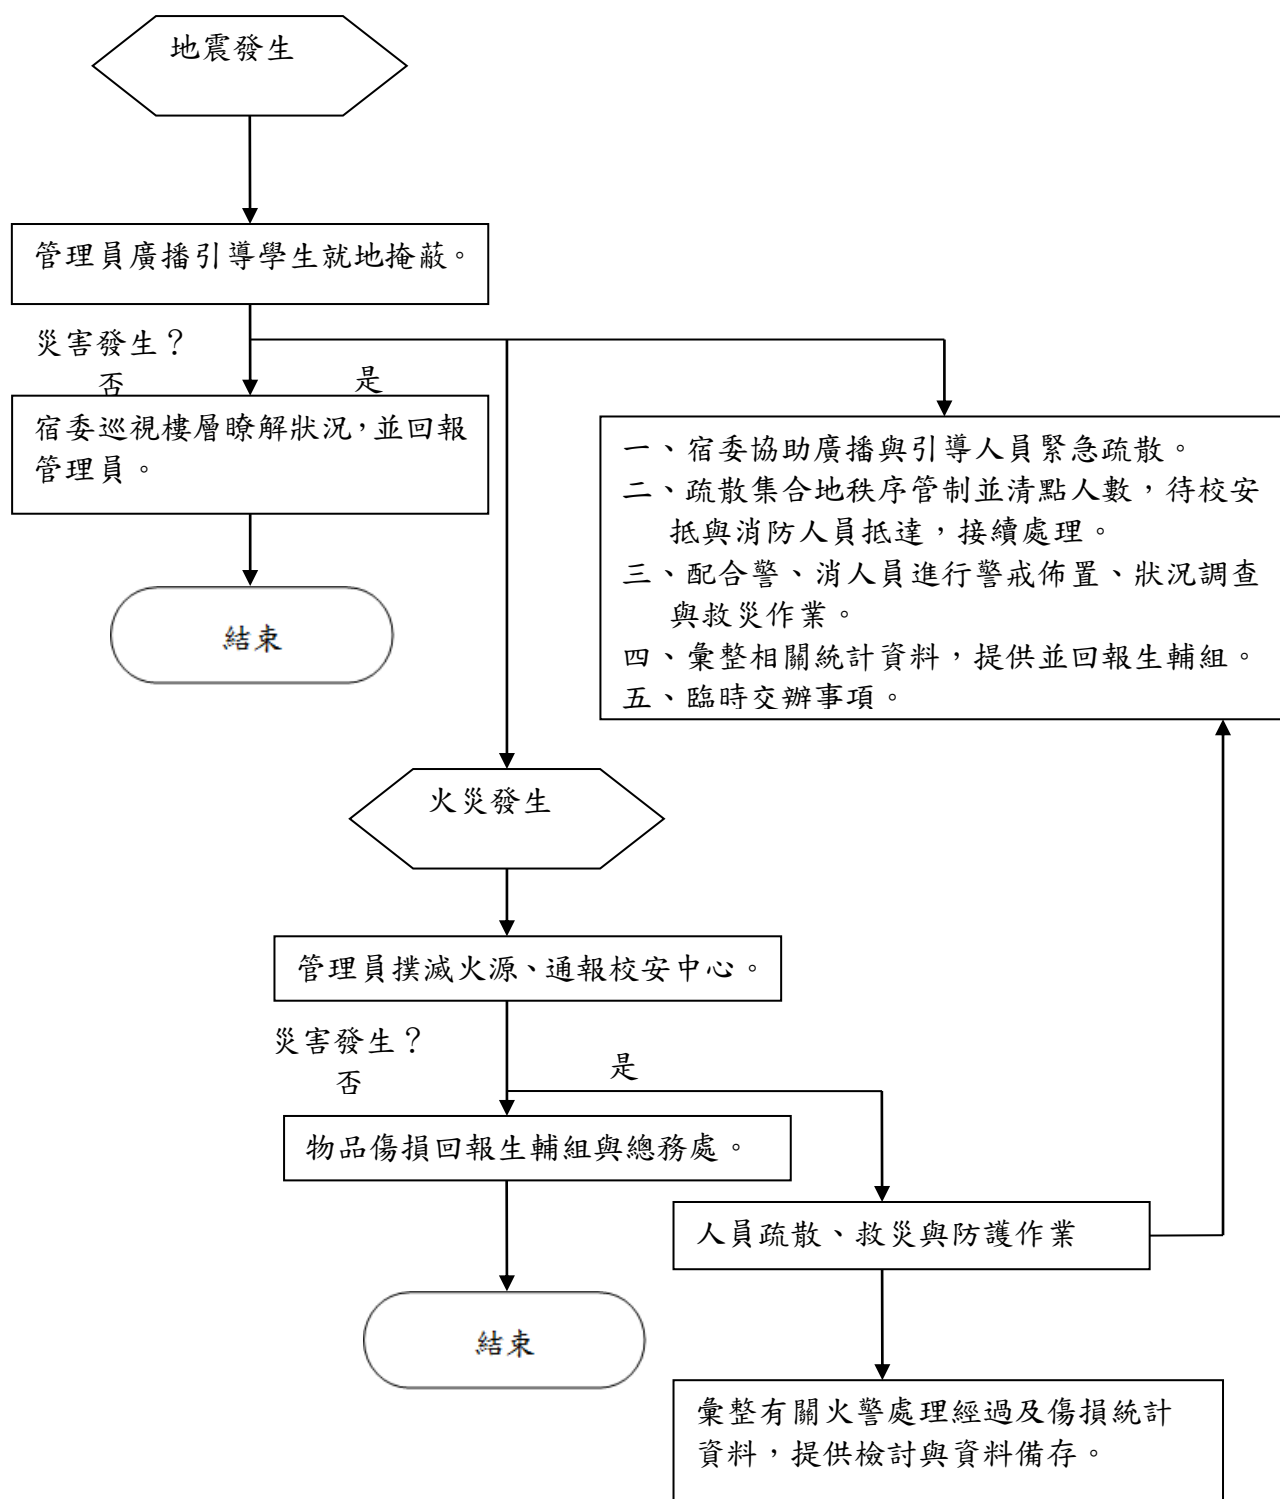 地震發生
管理員廣播引導學生就地掩蔽。
災害發生？
否
是
宿委巡視樓層瞭解狀況，並回報
管理員。
結束
一、宿委協助廣播與引導人員緊急疏散。
二、疏散集合地秩序管制並清點人數，待校安
抵與消防人員抵達，接續處理。
三、配合警、消人員進行警戒佈置、狀況調查
與救災作業。
四、彙整相關統計資料，提供並回報生輔組。
五、臨時交辦事項。
火災發生
管理員撲滅火源、通報校安中心。
災害發生？
否
是
物品傷損回報生輔組與總務處。
結束
人員疏散、救災與防護作業
彙整有關火警處理經過及傷損統計
資料，提供檢討與資料備存。